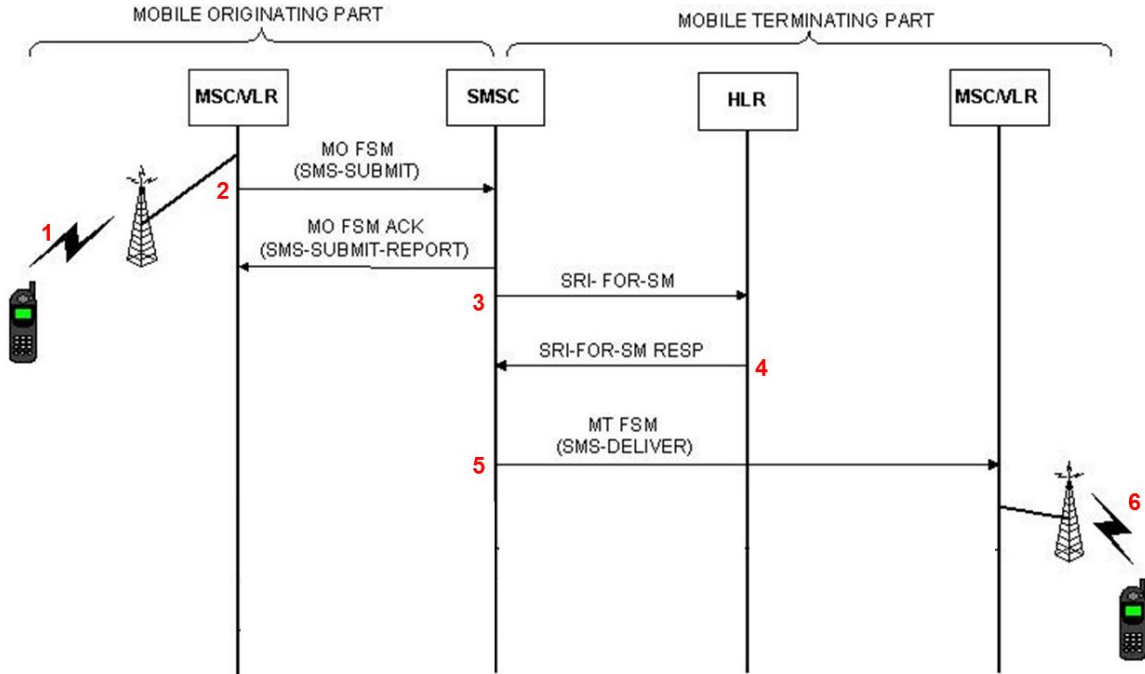 MOBILE ORIGINATING PART
MOBILE TERMINATING PART
MSC/VLR
SMSC
HLR
MSC/VLR
MO FSM
(SMS-SUBMIT)
2
1
MO FSM ACK
(SMS-SUBMIT-REPORT)
SRI- FOR-SM
3
SRI-FOR-SM RESP
4
MT FSM
(SMS-DELIVER)
5
6